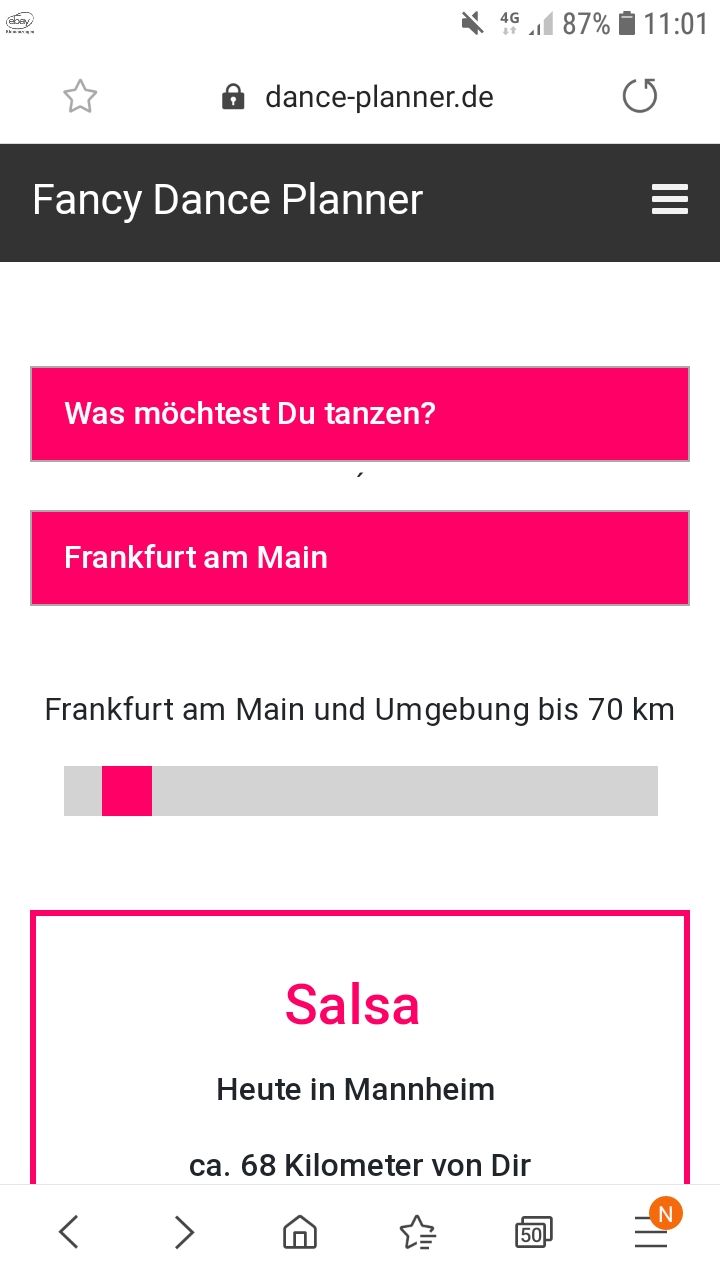 ebay
4G 87% 11:01
dance-planner.de
Fancy Dance Planner
Was möchtest Du tanzen?
´
Frankfurt am Main
Frankfurt am Main und Umgebung bis 70 km
Salsa
Heute in Mannheim
ca. 68 Kilometer von Dir
50
N